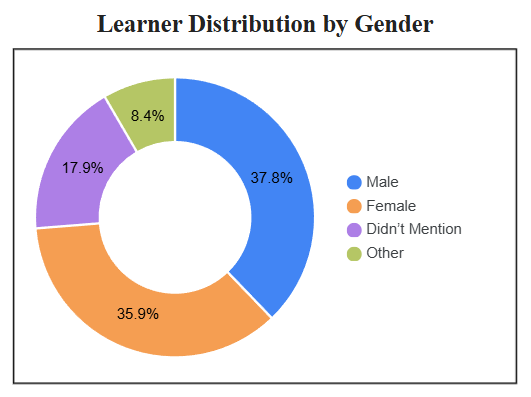 Learner Distribution by Gender
8.4%
37.8%
17.9%
35.9%
Male
Female
Didn’t Mention
Other